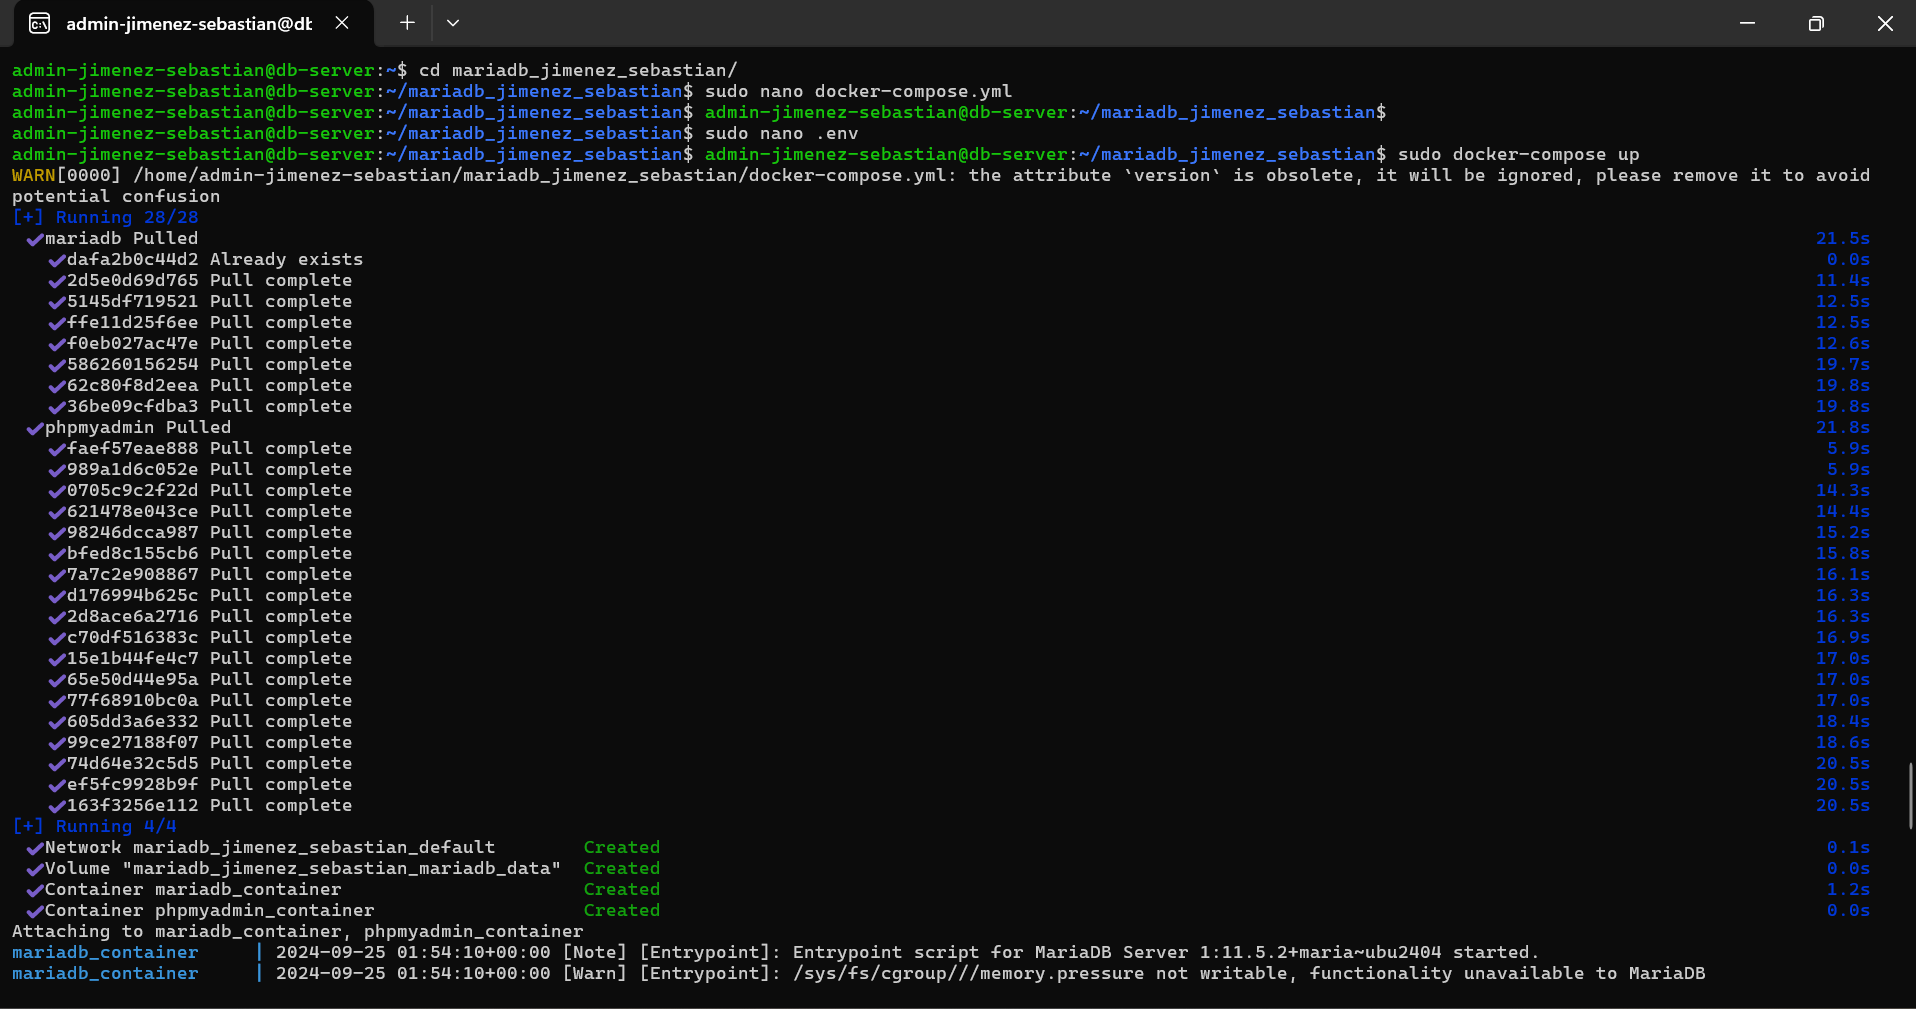 admin-jimenez-sebastian@db
admin-jimenez-sebastian@db-server:~$ cd mariadb_jimenez_sebastian/
admin-jimenez-sebastian@db-server:~/mariadb_jimenez_sebastian$ sudo nano docker-compose.yml
admin-jimenez-sebastian@db-server:~/mariadb_jimenez_sebastian$ admin-jimenez-sebastian@db-server:~/mariadb_jimenez_sebastian$
admin-jimenez-sebastian@db-server:~/mariadb_jimenez_sebastian$ sudo nano .env
admin-jimenez-sebastian@db-server:~/mariadb_jimenez_sebastian$ admin-jimenez-sebastian@db-server:~/mariadb_jimenez_sebastian$ sudo docker-compose up
WARN[0000] /home/admin-jimenez-sebastian/mariadb_jimenez_sebastian/docker-compose.yml: the attribute `version` is obsolete, it will be ignored, please remove it to avoid
potential confusion
[+] Running 28/28
✔mariadb Pulled 21.5s
✔dafa2b0c44d2 Already exists 0.0s
✔2d5e0d69d765 Pull complete 11.4s
✔5145df719521 Pull complete 12.5s
✔ffe11d25f6ee Pull complete 12.5s
✔f0eb027ac47e Pull complete 12.6s
✔586260156254 Pull complete 19.7s
✔62c80f8d2eea Pull complete 19.8s
✔36be09cfdba3 Pull complete 19.8s
✔phpmyadmin Pulled 21.8s
✔faef57eae888 Pull complete 5.9s
✔989a1d6c052e Pull complete 5.9s
✔0705c9c2f22d Pull complete 14.3s
✔621478e043ce Pull complete 14.4s
✔98246dcca987 Pull complete 15.2s
✔bfed8c155cb6 Pull complete 15.8s
✔7a7c2e908867 Pull complete 16.1s
✔d176994b625c Pull complete 16.3s
✔2d8ace6a2716 Pull complete 16.3s
✔c70df516383c Pull complete 16.9s
✔15e1b44fe4c7 Pull complete 17.0s
✔65e50d44e95a Pull complete 17.0s
✔77f68910bc0a Pull complete 17.0s
✔605dd3a6e332 Pull complete 18.4s
✔99ce27188f07 Pull complete 18.6s
✔74d64e32c5d5 Pull complete 20.5s
✔ef5fc9928b9f Pull complete 20.5s
✔163f3256e112 Pull complete 20.5s
[+] Running 4/4
✔Network mariadb_jimenez_sebastian_default Created 0.1s
✔Volume "mariadb_jimenez_sebastian_mariadb_data" Created 0.0s
✔Container mariadb_container Created 1.2s
✔Container phpmyadmin_container Created 0.0s
Attaching to mariadb_container, phpmyadmin_container
mariadb_container | 2024-09-25 01:54:10+00:00 [Note] [Entrypoint]: Entrypoint script for MariaDB Server 1:11.5.2+maria~ubu2404 started.
mariadb_container | 2024-09-25 01:54:10+00:00 [Warn] [Entrypoint]: /sys/fs/cgroup///memory.pressure not writable, functionality unavailable to MariaDB